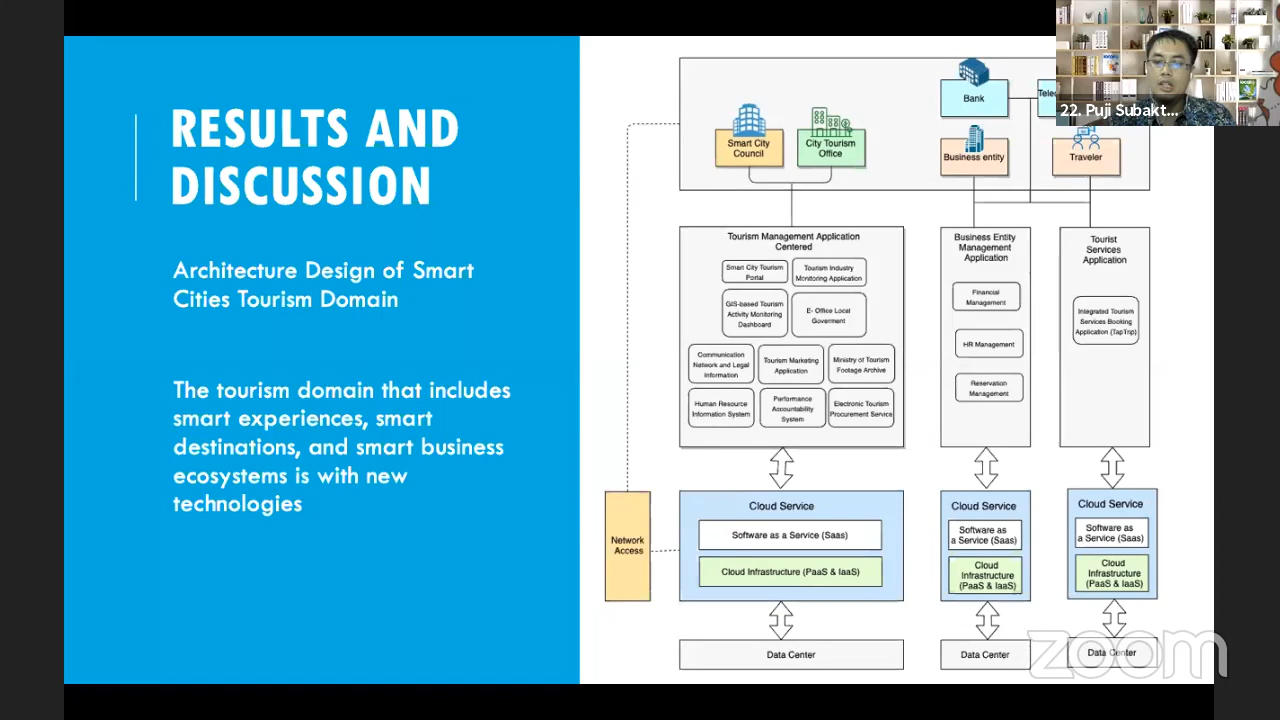 RESULTS AND
DISCUSSION
Architecture Design of Smart
Cities Tourism Domain
The tourism domain that includes
smart experiences, smart
destinations, and smart business
ecosystems is with new
technologies
Bank
22. Puji Subakt...
Smart City
Council
City Tourism
Office
Business entity
Traveler
Tourism Management Application
Centered
Smart City Tourism
Portal
Tourism Industry
Monitoring Application
GIS-based Tourism
Activity Monitoring
Dashboard
E- Office Local
Goverment
Communication
Network and Legal
Information
Tourism Marketing
Application
Ministry of Tourism
Footage Archive
Human Resource
Information System
Performance
Accountability
System
Electronic Tourism
Procurement Service
Business Entity
Management
Application
Financial
Management
HR Management
Reservation
Management
Tourist
Services
Application
Integrated Tourism
Services Booking
Application (TapTrip)
Network
Access
Cloud Service
Software as a Service (Saas)
Cloud Infrastructure (PaaS & IaaS)
Data Center
Cloud Service
Software as
a Service (Saas)
Cloud
Infrastructure
(PaaS & IaaS)
Data Center
Cloud Service
Software as
a Service (Saas)
Cloud
Infrastructure
(PaaS & IaaS)
Data Center
zoom